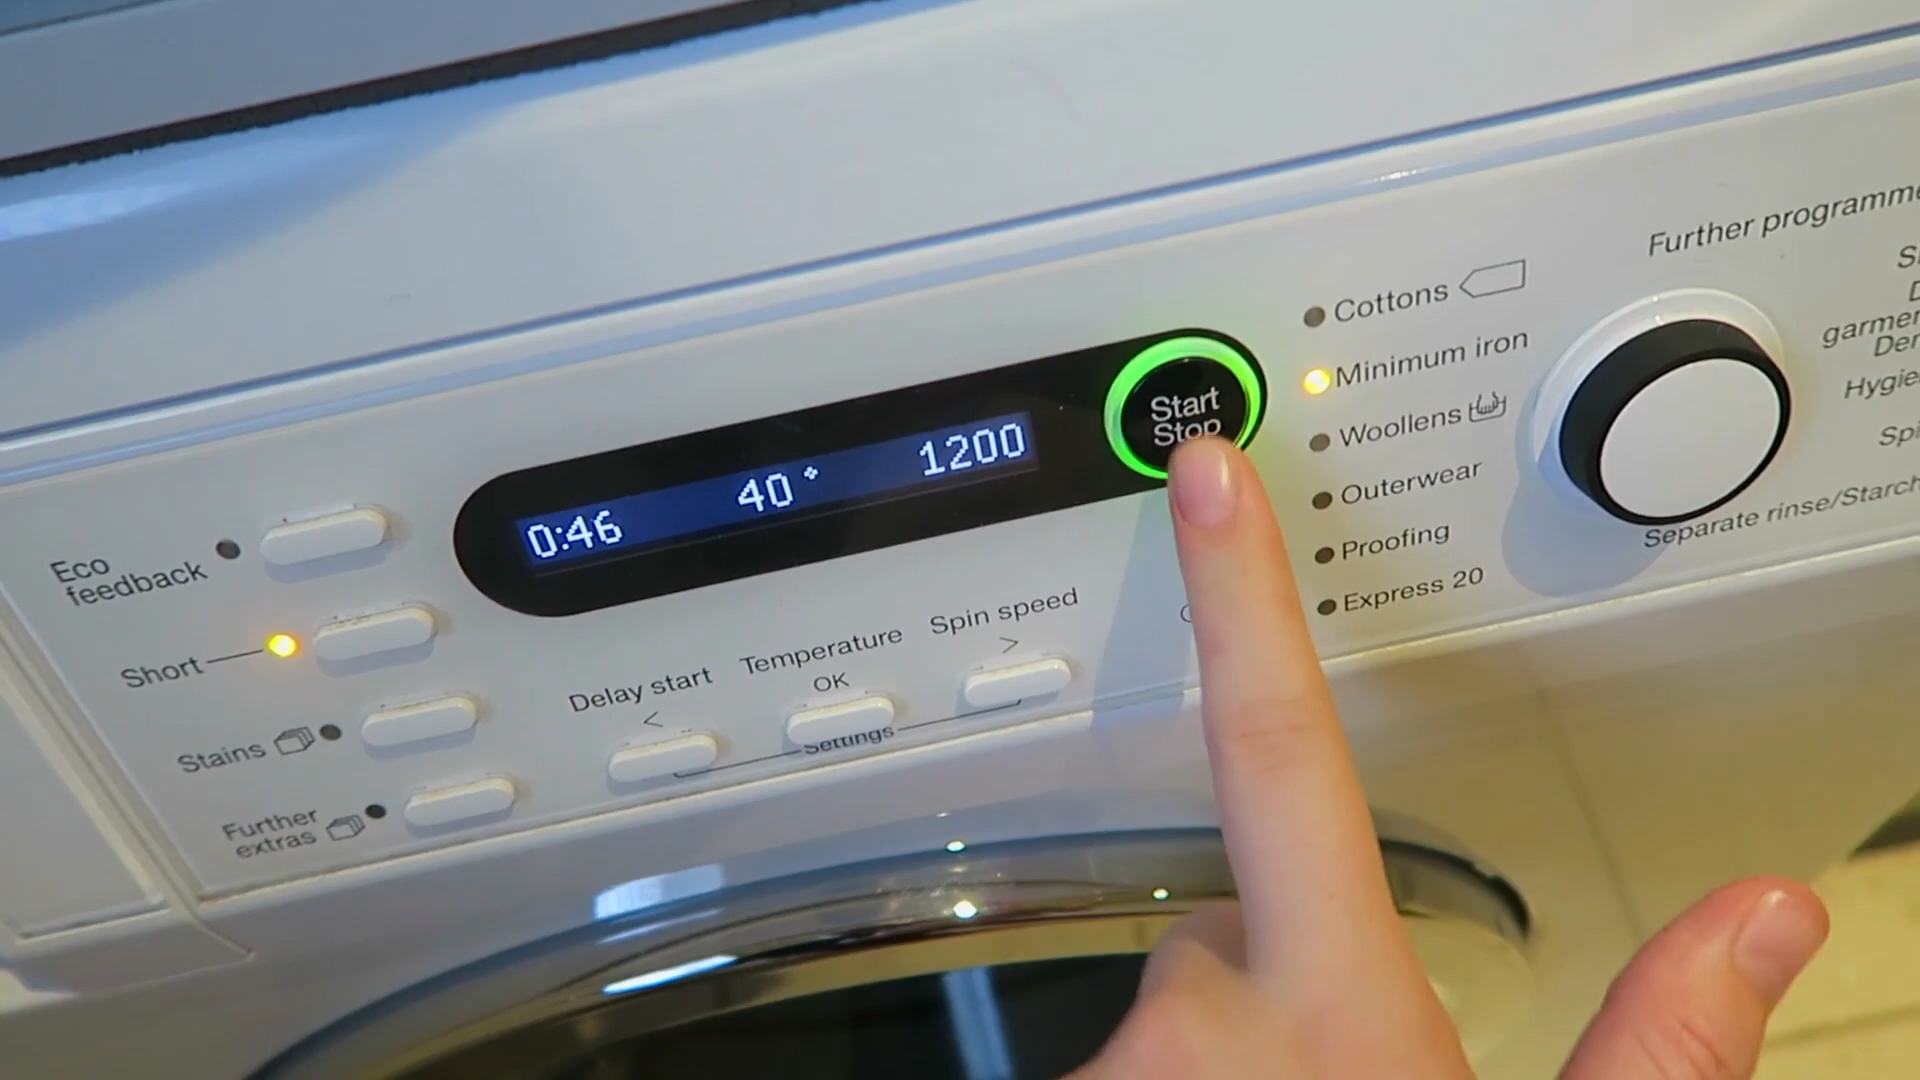 Further programme
Cottons
Minimum iron
Woollens
Outerwear
Proofing
Express 20
garmen
Hygie
Separate rinse/Starch
Start
Stop
0:46 40° 1200
Eco
feedback
Short
Stains
Further
extras
Delay start
<
Temperature
OK
Spin speed
>
Settings